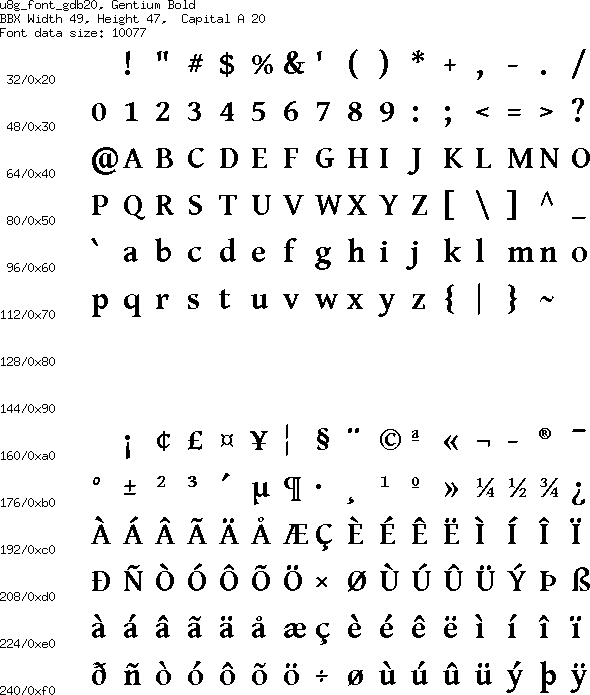 u8g_font_gdb20, Gentium Bold
BBX Width 49, Height 47,  Capital A 20
Font data size: 10077
32/0x20 ! " # $ % & ' ( ) * + , - . /
48/0x30 0 1 2 3 4 5 6 7 8 9 : ; < = > ?
64/0x40 @ A B C D E F G H I J K L M N O
80/0x50 P Q R S T U V W X Y Z [ \ ] ^ _
96/0x60 ` a b c d e f g h i j k l m n o
112/0x70 p q r s t u v w x y z { | } ~
128/0x80
144/0x90
160/0xa0 ¡ ¢ £ ¤ ¥ ¦ § ¨ © ª « ¬ - ® ¯
176/0xb0 ° ± ² ³ ´ µ ¶ · ¸ ¹ º » ¼ ½ ¾ ¿
192/0xc0 À Á Â Ã Ä Å Æ Ç È É Ê Ë Ì Í Î Ï
208/0xd0 Ð Ñ Ò Ó Ô Õ Ö × Ø Ù Ú Û Ü Ý Þ ß
224/0xe0 à á â ã ä å æ ç è é ê ë ì í î ï
240/0xf0 ð ñ ò ó ô õ ö ÷ ø ù ú û ü ý þ ÿ